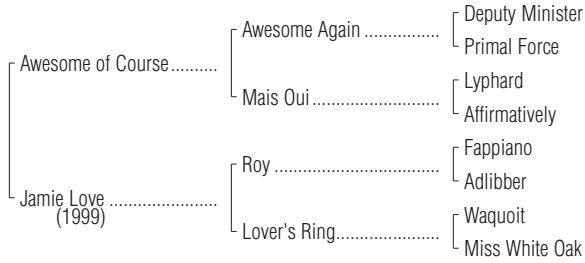 Deputy Minister
Awesome Again ................
Primal Force
Awesome of Course..........
Lyphard
Mais Oui ...........................
Affirmatively
Fappiano
Roy ...................................
Adlibber
Jamie Love .......................
(1999)
Waquoit
Lover's Ring......................
Miss White Oak